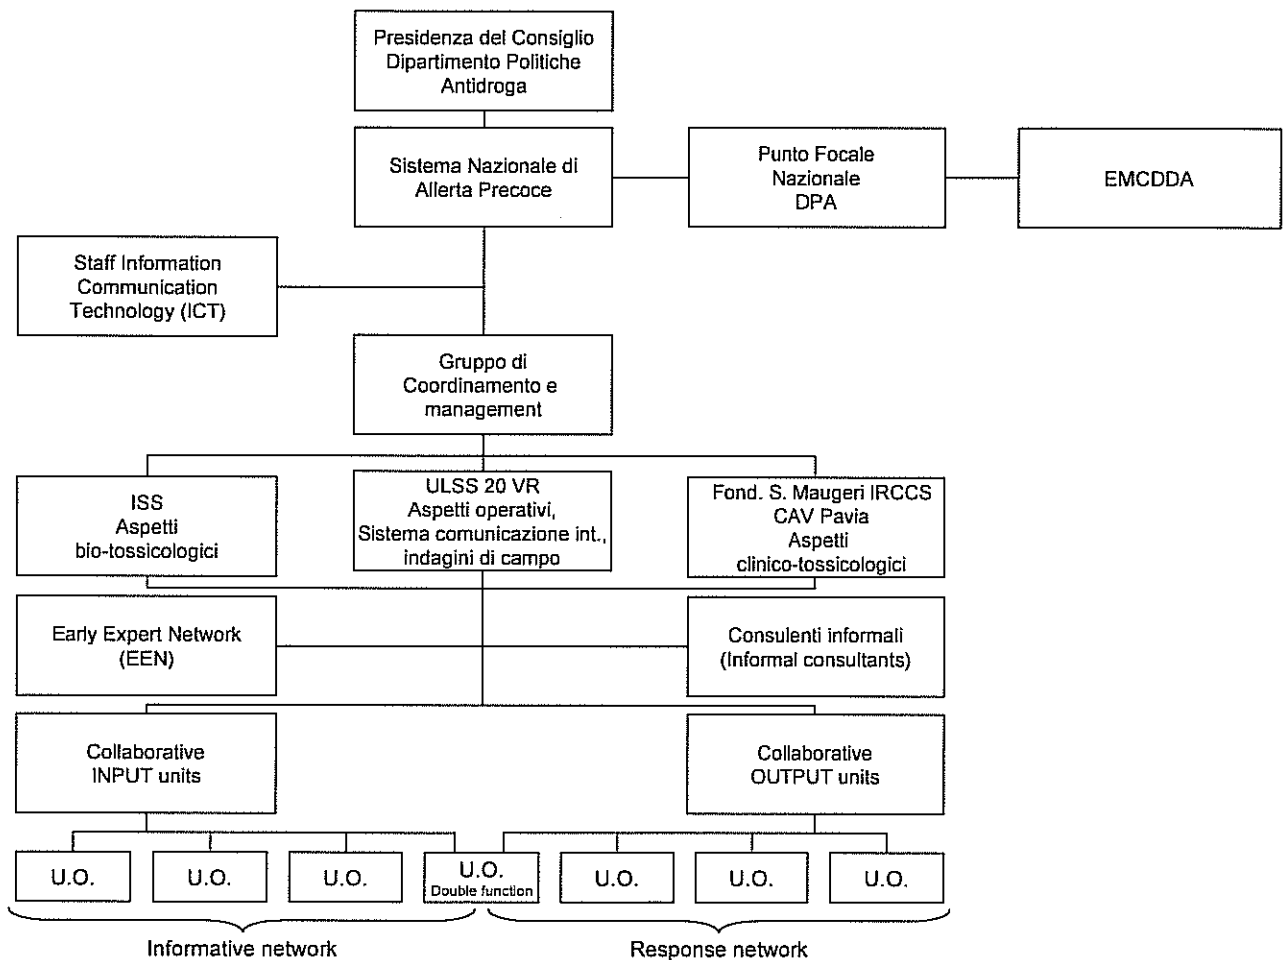 Presidenza del Consiglio
Dipartimento Politiche
Antidroga
Sistema Nazionale di
Allerta Precoce
Punto Focale
Nazionale
DPA
EMCDDA
Staff Information
Communication
Technology (ICT)
Gruppo di
Coordinamento e
management
ISS
Aspetti
bio-tossicologici
ULSS 20 VR
Aspetti operativi,
Sistema comunicazione int.,
indagini di campo
Fond. S. Maugeri IRCCS
CAV Pavia
Aspetti
clinico-tossicologici
Early Expert Network
(EEN)
Consulenti informali
(Informal consultants)
Collaborative
INPUT units
Collaborative
OUTPUT units
U.O.
U.O.
U.O.
U.O.
Double function
U.O.
U.O.
U.O.
Informative network
Response network